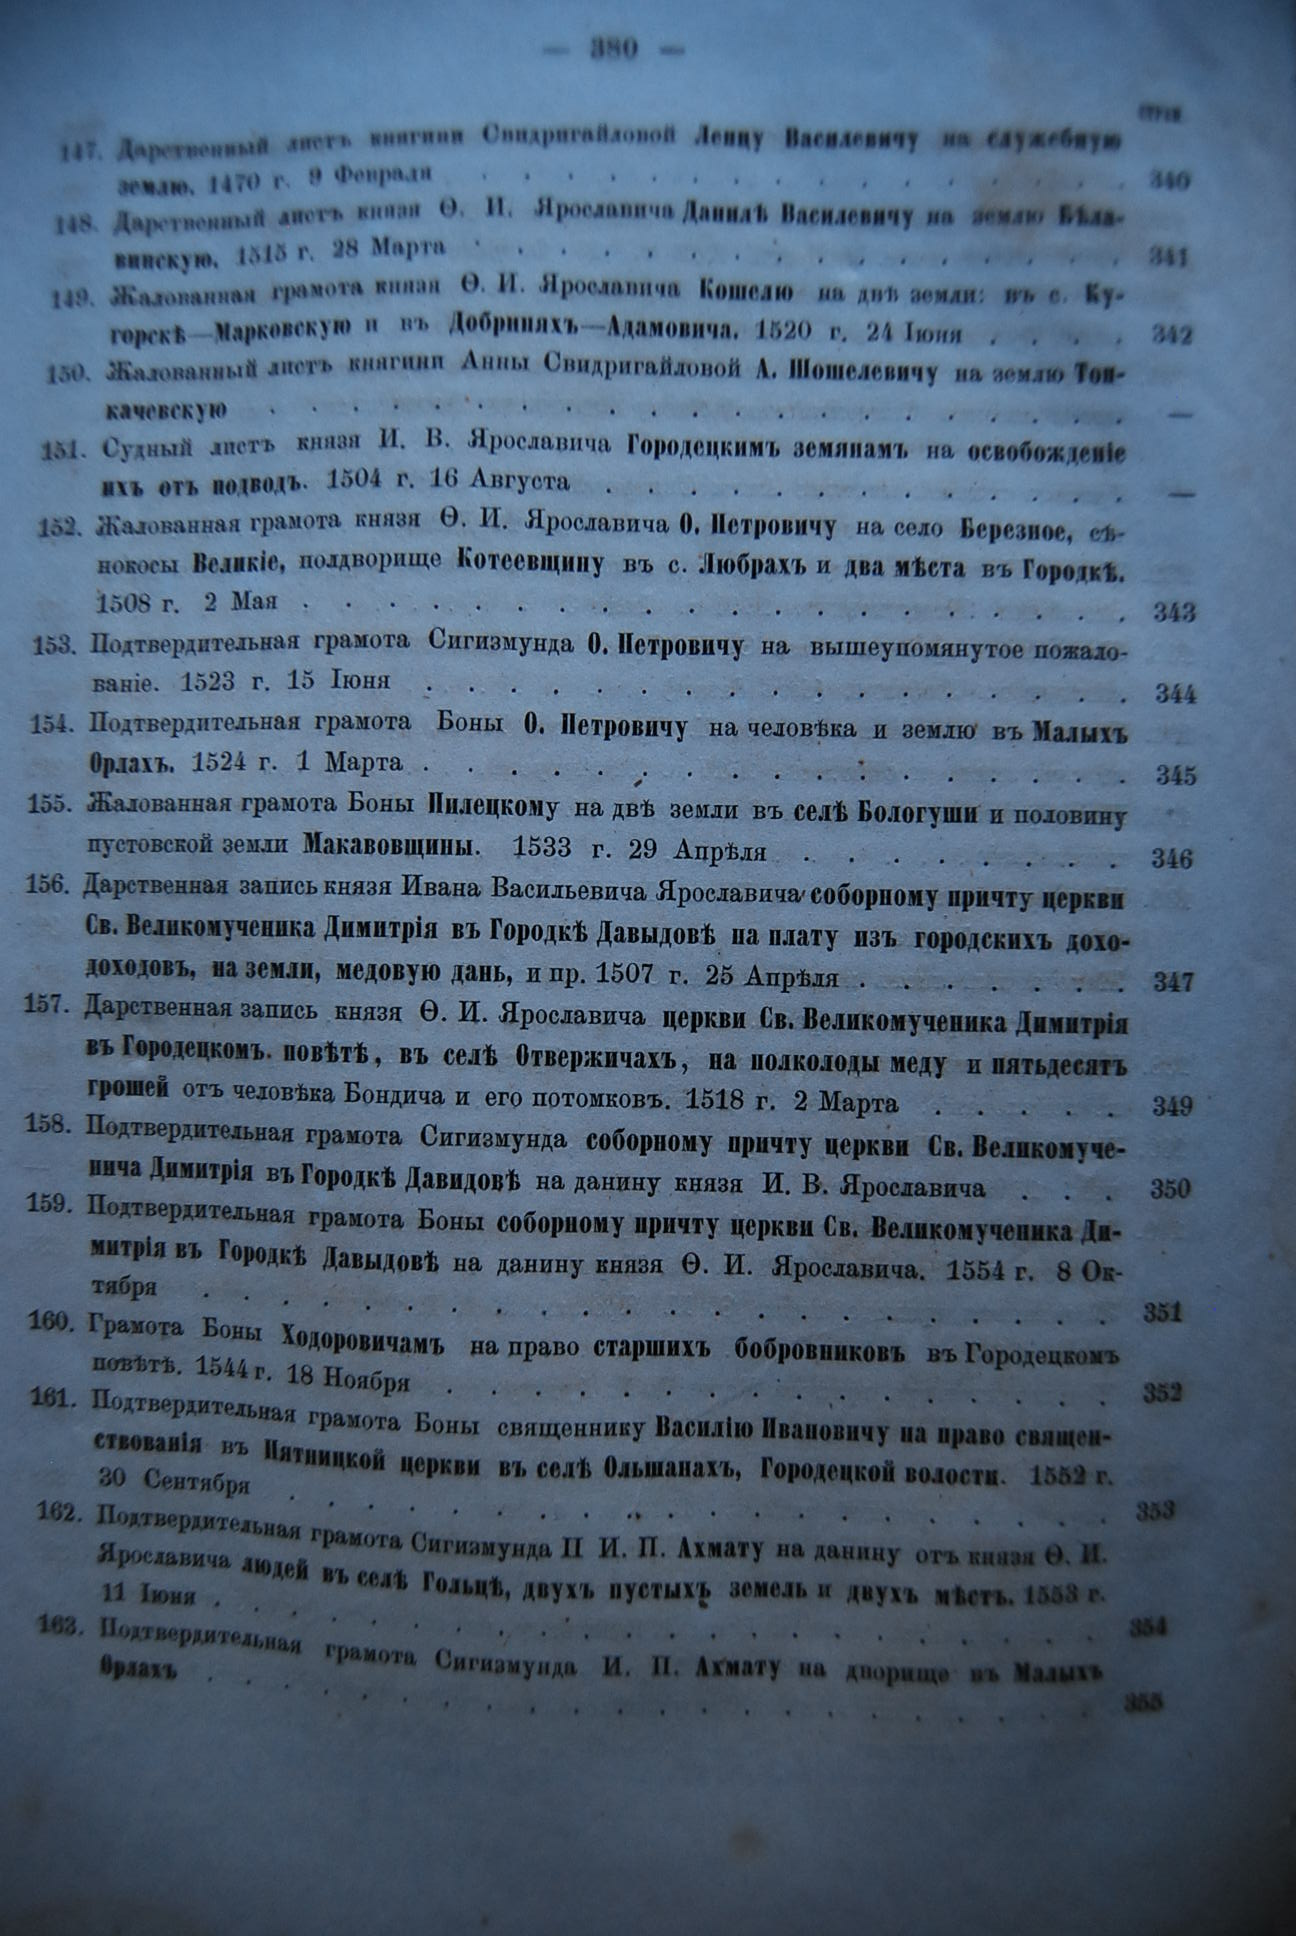 — 380 —
147. Дарственный листъ княгини Свидригайловой Ленцу Василевичу на служебную
землю. 1470 г. 9 Февраля . . . 340
148. Дарственный листъ князя Ѳ. И. Ярославича Данилѣ Василевичу на землю Бѣла-
винскую. 1515 г. 28 Марта . . . 341
149. Жалованная грамота князя Ѳ. И. Ярославича Кошелю на двѣ земли: въ с. Ку-
горскѣ—Марковскую и въ Добриняхъ—Адамовича. 1520 г. 24 Іюня . . . . 342
150. Жалованный листъ княгини Анны Свидригайловой А. Шошелевичу на землю Тон-
качевскую . . . —
151. Судный листъ князя И. В. Ярославича Городецкимъ земянамъ на освобожденіе
ихъ отъ подводъ. 1504 г. 16 Августа . . . —
152. Жалованная грамота князя Ѳ. И. Ярославича О. Петровичу на село Березное, сѣ-
нокосы Великіе, полдворище Котеевщину въ с. Любрахъ и два мѣста въ Городкѣ.
1508 г. 2 Мая . . . 343
153. Подтвердительная грамота Сигизмунда О. Петровичу на вышеупомянутое пожало-
ваніе. 1523 г. 15 Іюня . . . 344
154. Подтвердительная грамота Боны О. Петровичу на человѣка и землю въ Малыхъ
Орлахъ. 1524 г. 1 Марта . . . 345
155. Жалованная грамота Боны Пилецкому на двѣ земли въ селѣ Бологуши и половину
пустовской земли Макавовщины. 1533 г. 29 Апрѣля . . . 346
156. Дарственная запись князя Ивана Васильевича Ярославича соборному причту церкви
Св. Великомученика Димитрія въ Городкѣ Давыдовѣ на плату изъ городскихъ дохо-
доходовъ, на земли, медовую дань, и пр. 1507 г. 25 Апрѣля . . . 347
157. Дарственная запись князя Ѳ. И. Ярославича церкви Св. Великомученика Димитрія
въ Городецкомъ. повѣтѣ, въ селѣ Отвержичахъ, на полколоды меду и пятьдесятъ
грошей отъ человѣка Бондича и его потомковъ. 1518 г. 2 Марта . . . . . 349
158. Подтвердительная грамота Сигизмунда соборному причту церкви Св. Великомуче-
нича Димитрія въ Городкѣ Давидовѣ на данину князя И. В. Ярославича . . . 350
159. Подтвердительная грамота Боны соборному причту церкви Св. Великомученика Ди-
митрія въ Городкѣ Давыдовѣ на данину князя Ѳ. И. Ярославича. 1554 г. 8 Ок-
тября . . . 351
160. Грамота Боны Ходоровичамъ на право старшихъ бобровниковъ въ Городецкомъ
повѣтѣ. 1544 г. 18 Ноября . . . 352
161. Подтвердительная грамота Боны священнику Василію Ивановичу на право священ-
ствованія въ Пятницкой церкви въ селѣ Ольшанахъ, Городецкой волости. 1552 г.
30 Сентября . . . 353
162. Подтвердительная грамота Сигизмунда II И. П. Ахмату на данину отъ князя Ѳ. И.
Ярославича людей въ селѣ Гольцѣ, двухъ пустыхъ земель и двухъ мѣстъ. 1553 г.
11 Іюня . . . 354
163. Подтвердительная грамота Сигизмунда И. П. Ахмату на дворище въ Малыхъ
Орлахъ . . . 355